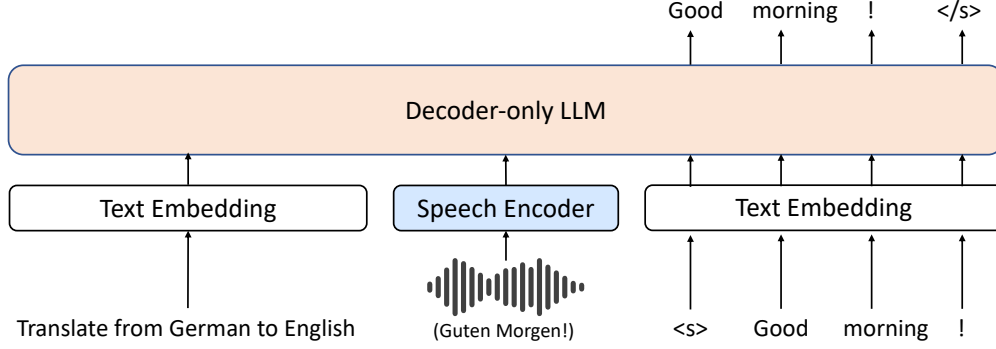 Good morning ! </s>
Decoder-only LLM
Text Embedding Speech Encoder Text Embedding
Translate from German to English (Guten Morgen!) <s> Good morning !